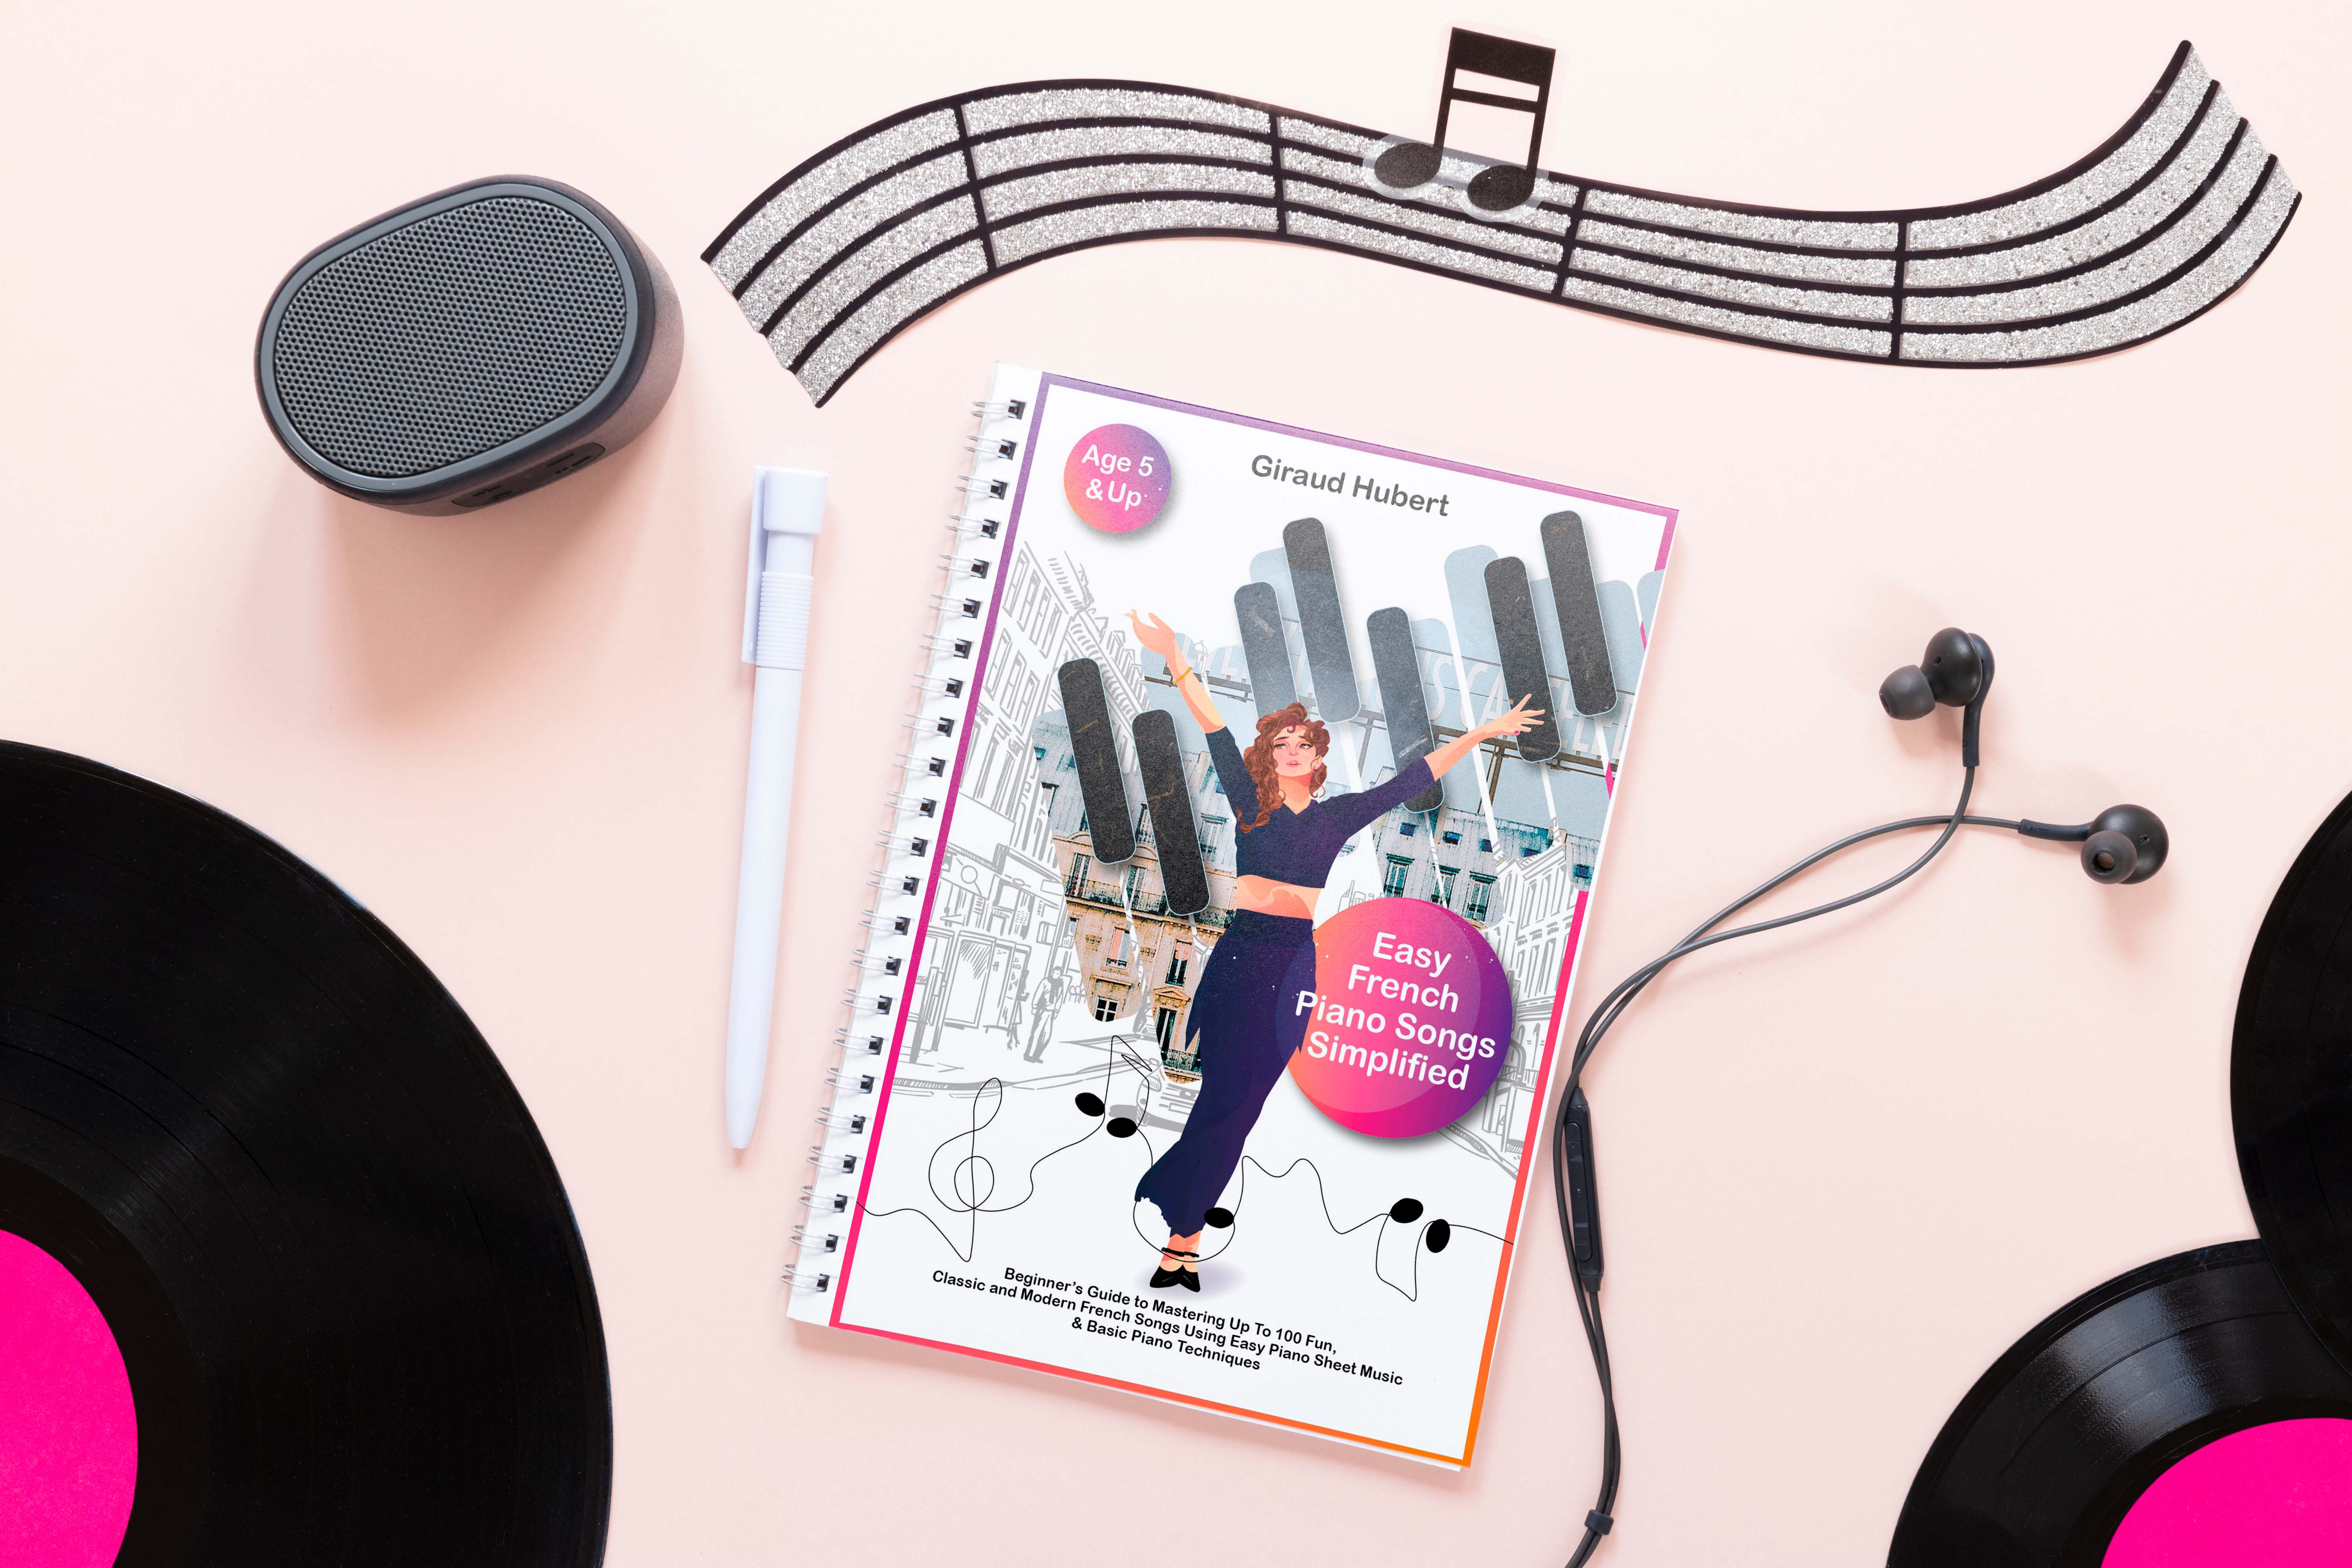 Age 5
&Up
Giraud Hubert
Easy
French
Piano Songs
Simplified
Beginner's Guide to Mastering Up To 100 Fun,
Classic and Modern French Songs Using Easy Piano Sheet Music
& Basic Piano Techniques